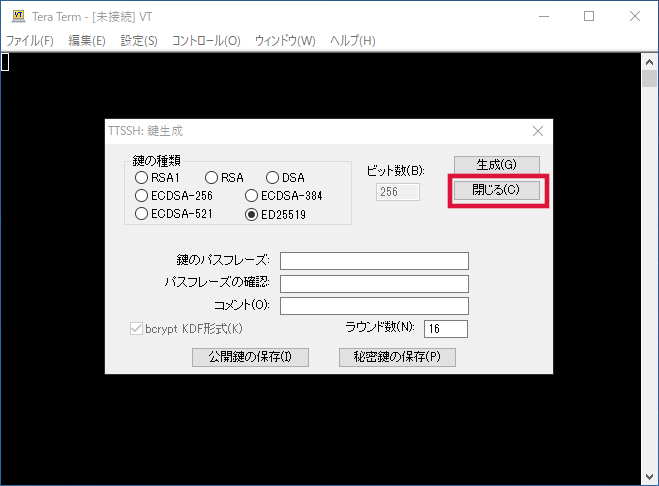 Tera Term - [未接続] VT
ファイル(F) 編集(E) 設定(S) コントロール(O) ウィンドウ(W) ヘルプ(H)
TTSSH: 鍵生成
鍵の種類
RSA1 RSA DSA
ECDSA-256 ECDSA-384
ECDSA-521 ED25519
ビット数(B):
256
生成(G)
閉じる(C)
鍵のパスフレーズ:
パスフレーズの確認:
コメント(O):
bcrypt KDF形式(K) ラウンド数(N): 16
公開鍵の保存(I) 秘密鍵の保存(P)